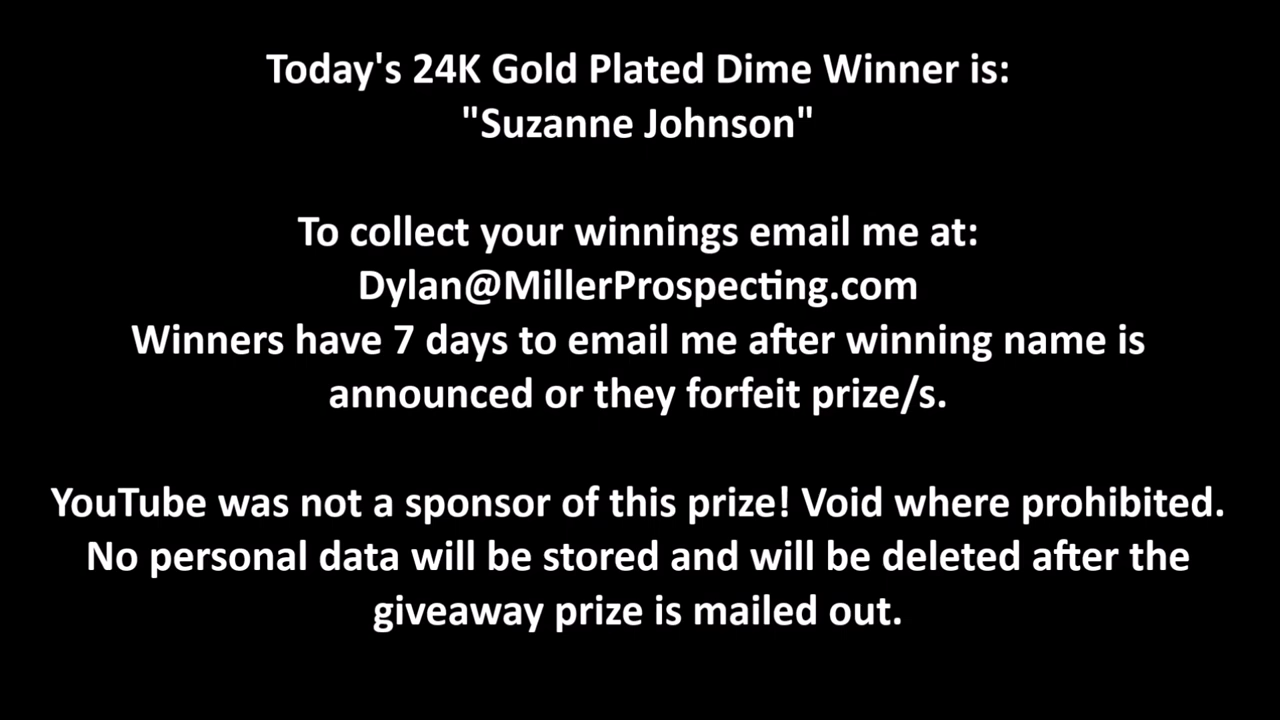 Today's 24K Gold Plated Dime Winner is:
"Suzanne Johnson"
To collect your winnings email me at:
Dylan@MillerProspecting.com
Winners have 7 days to email me after winning name is
announced or they forfeit prize/s.
YouTube was not a sponsor of this prize! Void where prohibited.
No personal data will be stored and will be deleted after the
giveaway prize is mailed out.